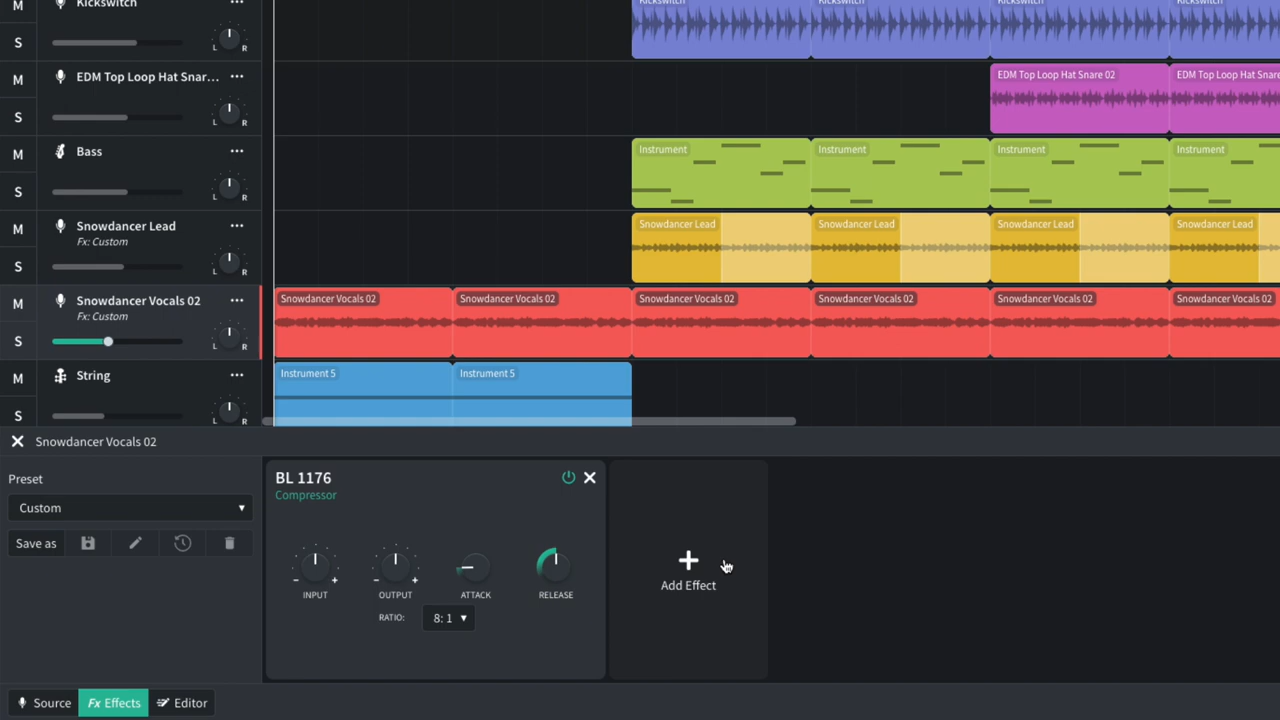 M Kickswitch ••• Kickswitch Kickswitch Kickswitch Kickswitch
S L R
M EDM Top Loop Hat Snar... ••• EDM Top Loop Hat Snare 02 EDM Top Loop Hat Snare
S L R
M Bass ••• Instrument Instrument Instrument Instrument
S L R
M Snowdancer Lead ••• Snowdancer Lead Snowdancer Lead Snowdancer Lead Snowdancer Lead
Fx: Custom
S L R
M Snowdancer Vocals 02 ••• Snowdancer Vocals 02 Snowdancer Vocals 02 Snowdancer Vocals 02 Snowdancer Vocals 02 Snowdancer Vocals 02 Snowdancer Vocals 02
Fx: Custom
S L R
M String ••• Instrument 5 Instrument 5
S L R
Snowdancer Vocals 02
Preset
Custom
Save as
BL 1176
Compressor
INPUT OUTPUT ATTACK RELEASE
RATIO: 8: 1
Add Effect
Source Fx Effects Editor